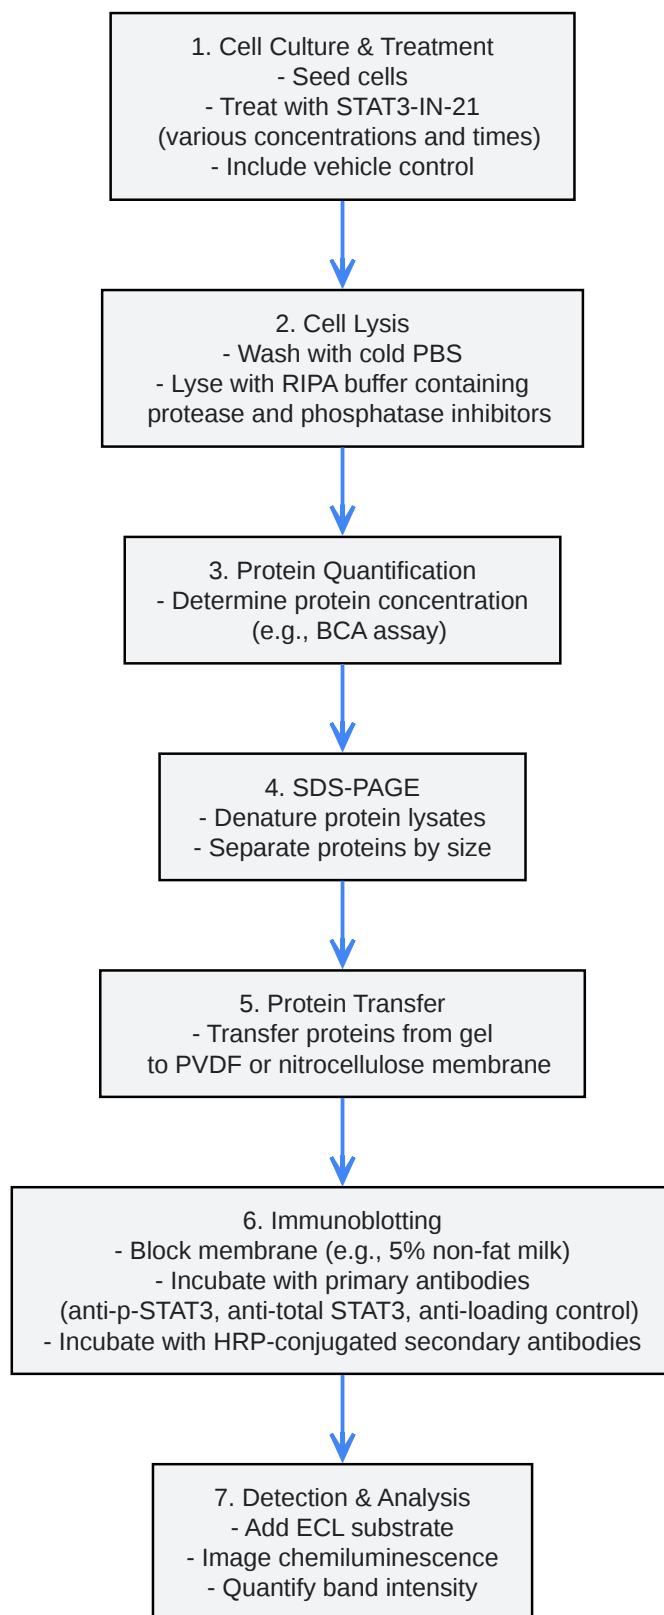 1. Cell Culture & Treatment
- Seed cells
- Treat with STAT3-IN-21
(various concentrations and times)
- Include vehicle control
2. Cell Lysis
- Wash with cold PBS
- Lyse with RIPA buffer containing
protease and phosphatase inhibitors
3. Protein Quantification
- Determine protein concentration
(e.g., BCA assay)
4. SDS-PAGE
- Denature protein lysates
- Separate proteins by size
5. Protein Transfer
- Transfer proteins from gel
to PVDF or nitrocellulose membrane
6. Immunoblotting
- Block membrane (e.g., 5% non-fat milk)
- Incubate with primary antibodies
(anti-p-STAT3, anti-total STAT3, anti-loading control)
- Incubate with HRP-conjugated secondary antibodies
7. Detection & Analysis
- Add ECL substrate
- Image chemiluminescence
- Quantify band intensity